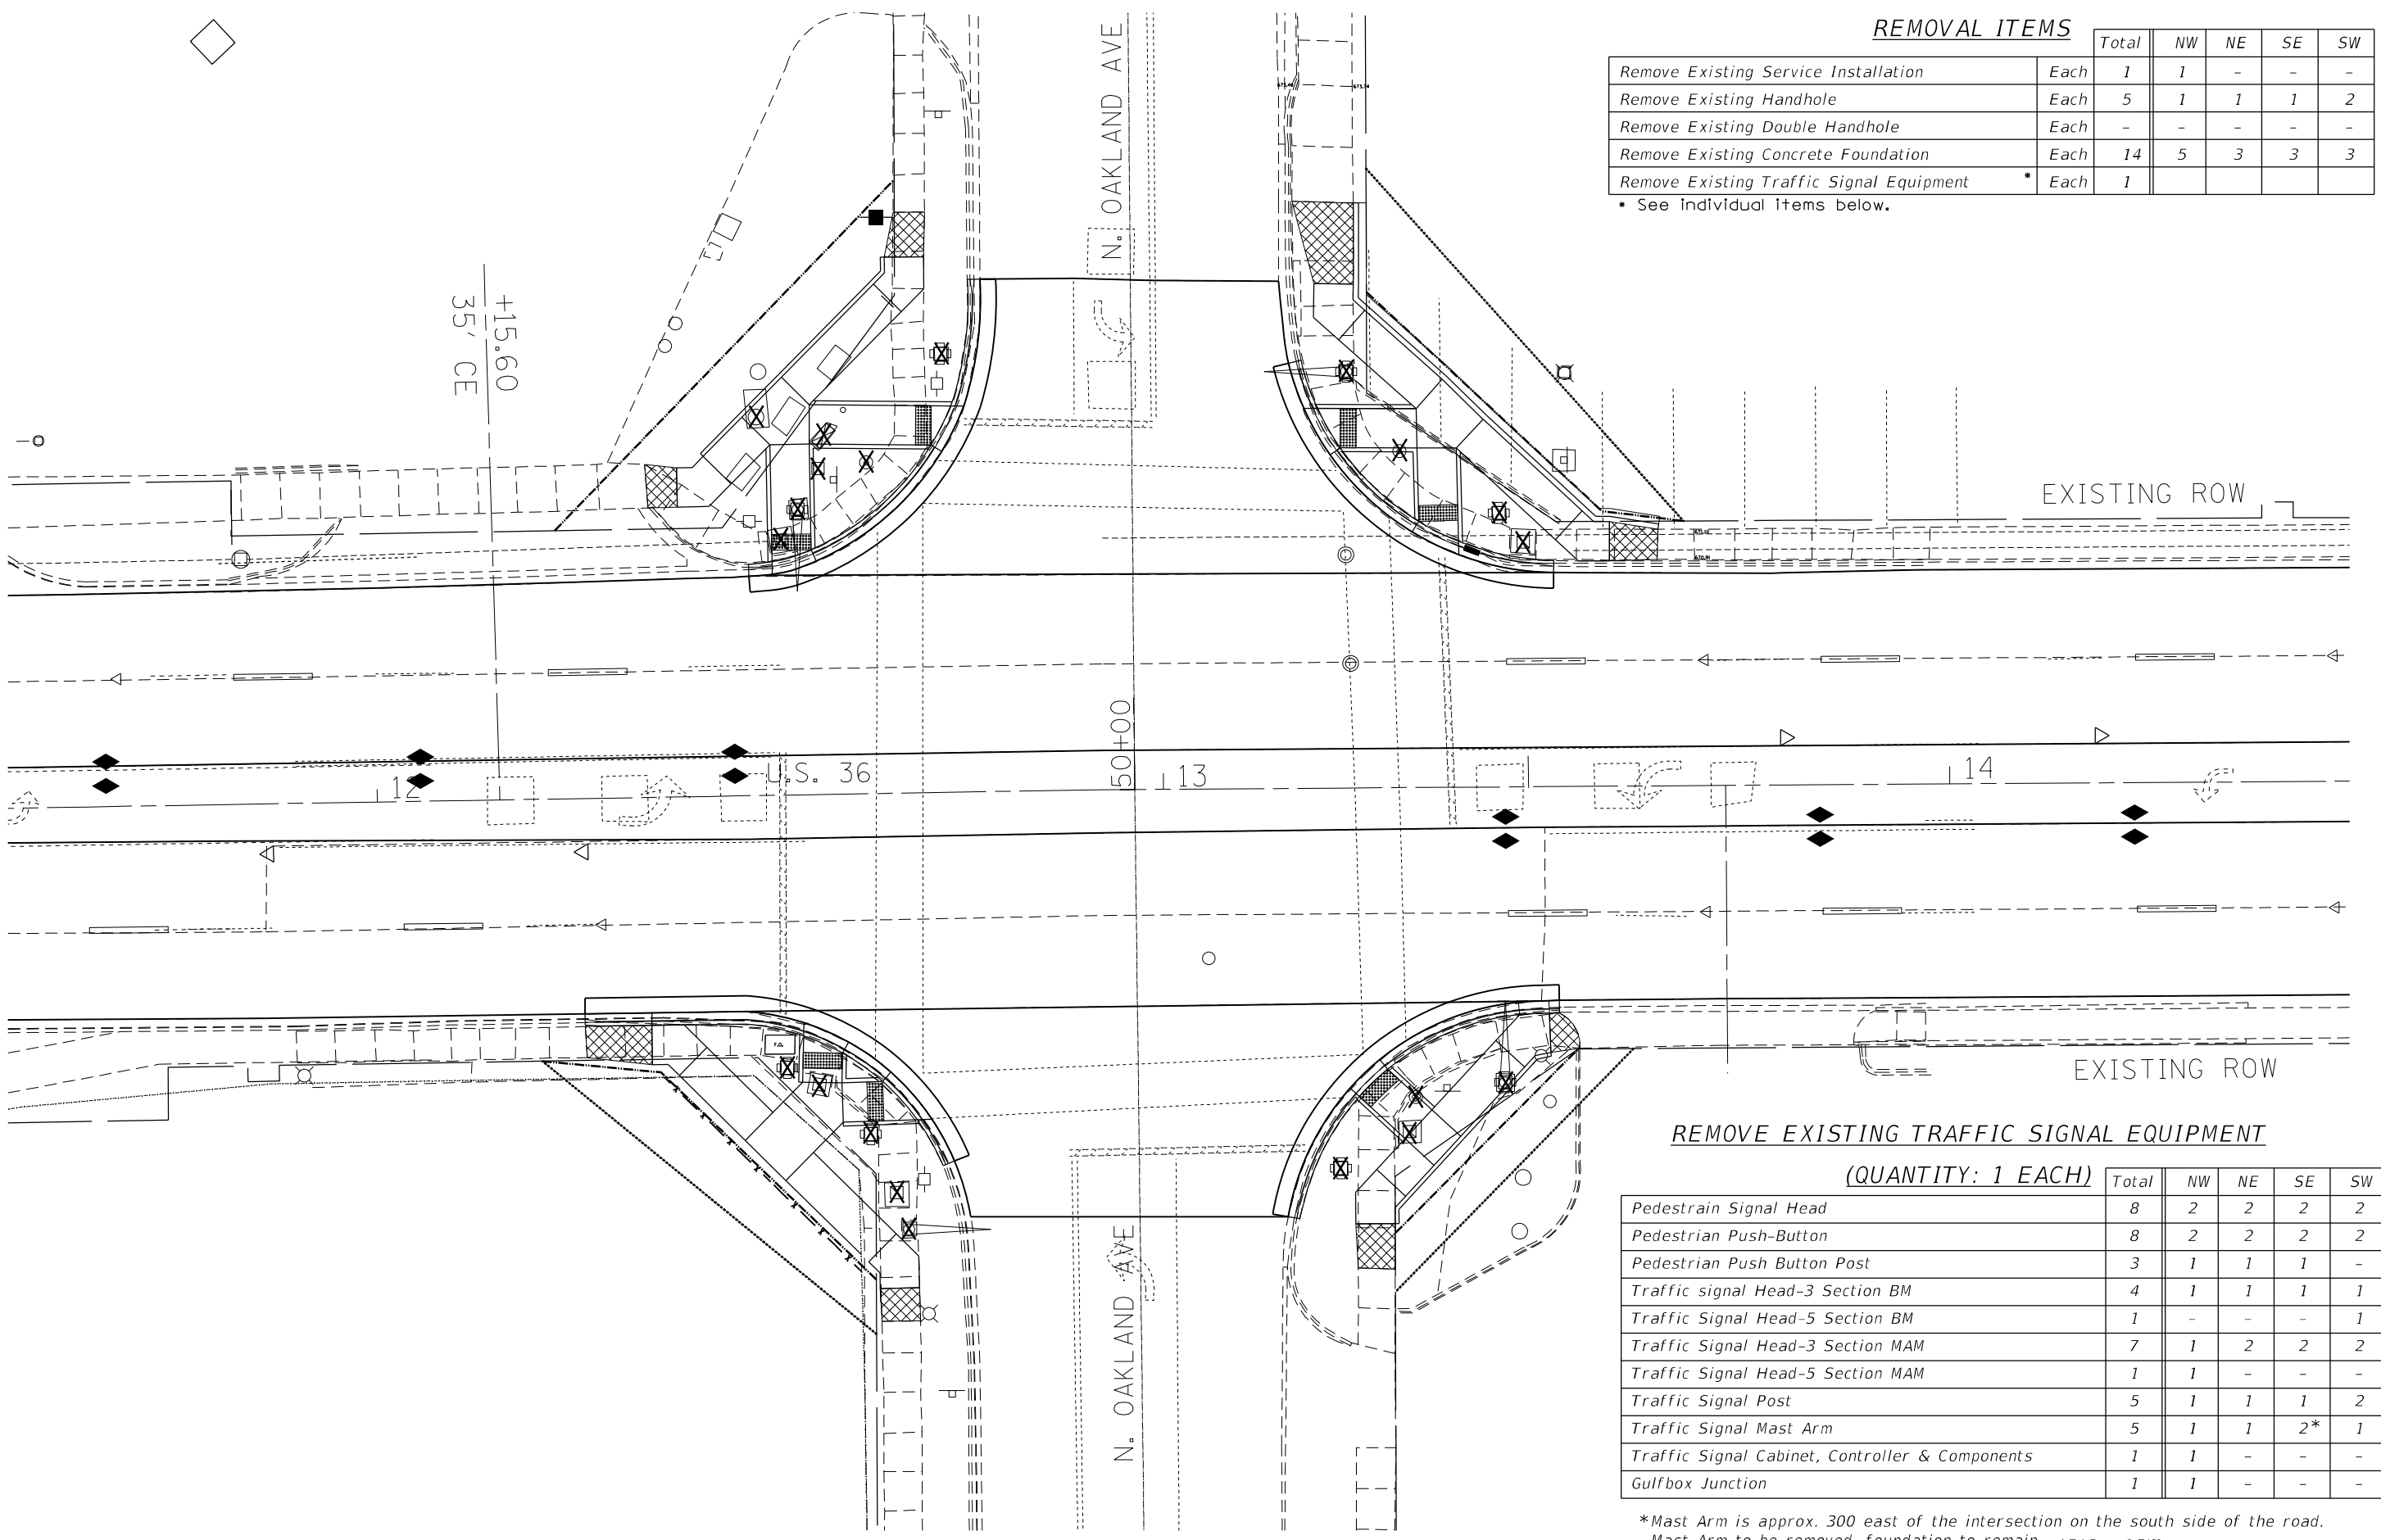 REMOVAL ITEMS
Total NW NE SE SW
Remove Existing Service Installation Each 1 1 - - -
Remove Existing Handhole Each 5 1 1 1 2
Remove Existing Double Handhole Each - - - - -
Remove Existing Concrete Foundation Each 14 5 3 3 3
Remove Existing Traffic Signal Equipment * Each 1
* See individual items below.
N. OAKLAND AVE
+15.60
35' CE
EXISTING ROW
50+00
12
U.S. 36
13
14
EXISTING ROW
N. OAKLAND AVE
REMOVE EXISTING TRAFFIC SIGNAL EQUIPMENT
(QUANTITY: 1 EACH)
Total NW NE SE SW
Pedestrain Signal Head 8 2 2 2 2
Pedestrian Push-Button 8 2 2 2 2
Pedestrian Push Button Post 3 1 1 1 -
Traffic signal Head-3 Section BM 4 1 1 1 1
Traffic Signal Head-5 Section BM 1 - - - 1
Traffic Signal Head-3 Section MAM 7 1 2 2 2
Traffic Signal Head-5 Section MAM 1 1 - - -
Traffic Signal Post 5 1 1 1 2
Traffic Signal Mast Arm 5 1 1 2* 1
Traffic Signal Cabinet, Controller & Components 1 1 - - -
Gulfbox Junction 1 1 - - -
*Mast Arm is approx. 300 east of the intersection on the south side of the road.
Mast Arm to be removed, foundation to remain